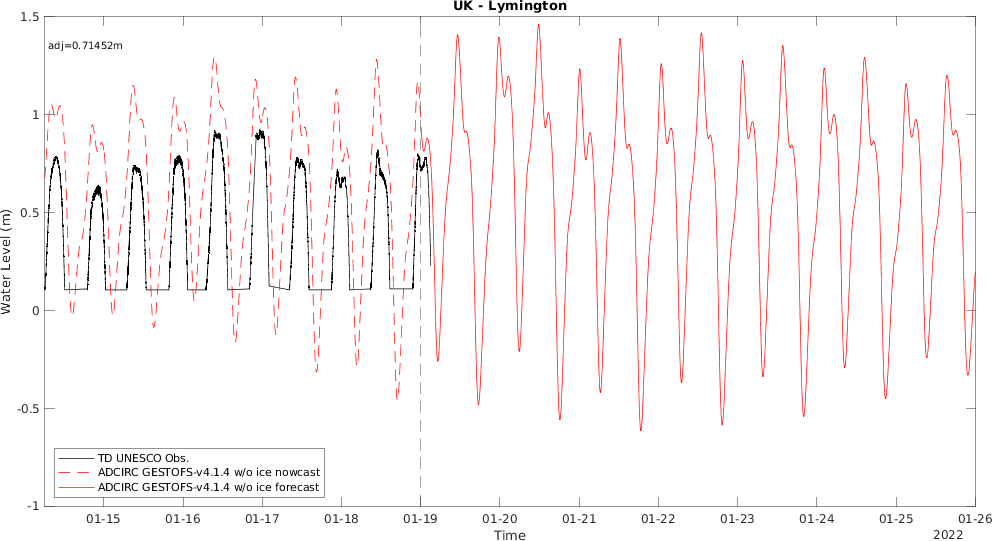 UK - Lymington
1.5
adj=0.71452m
1
0.5
0
-0.5
-1
Water Level (m)
TD UNESCO Obs.
ADCIRC GESTOFS-v4.1.4 w/o ice nowcast
ADCIRC GESTOFS-v4.1.4 w/o ice forecast
01-15 01-16 01-17 01-18 01-19 01-20 01-21 01-22 01-23 01-24 01-25 01-26
Time
2022